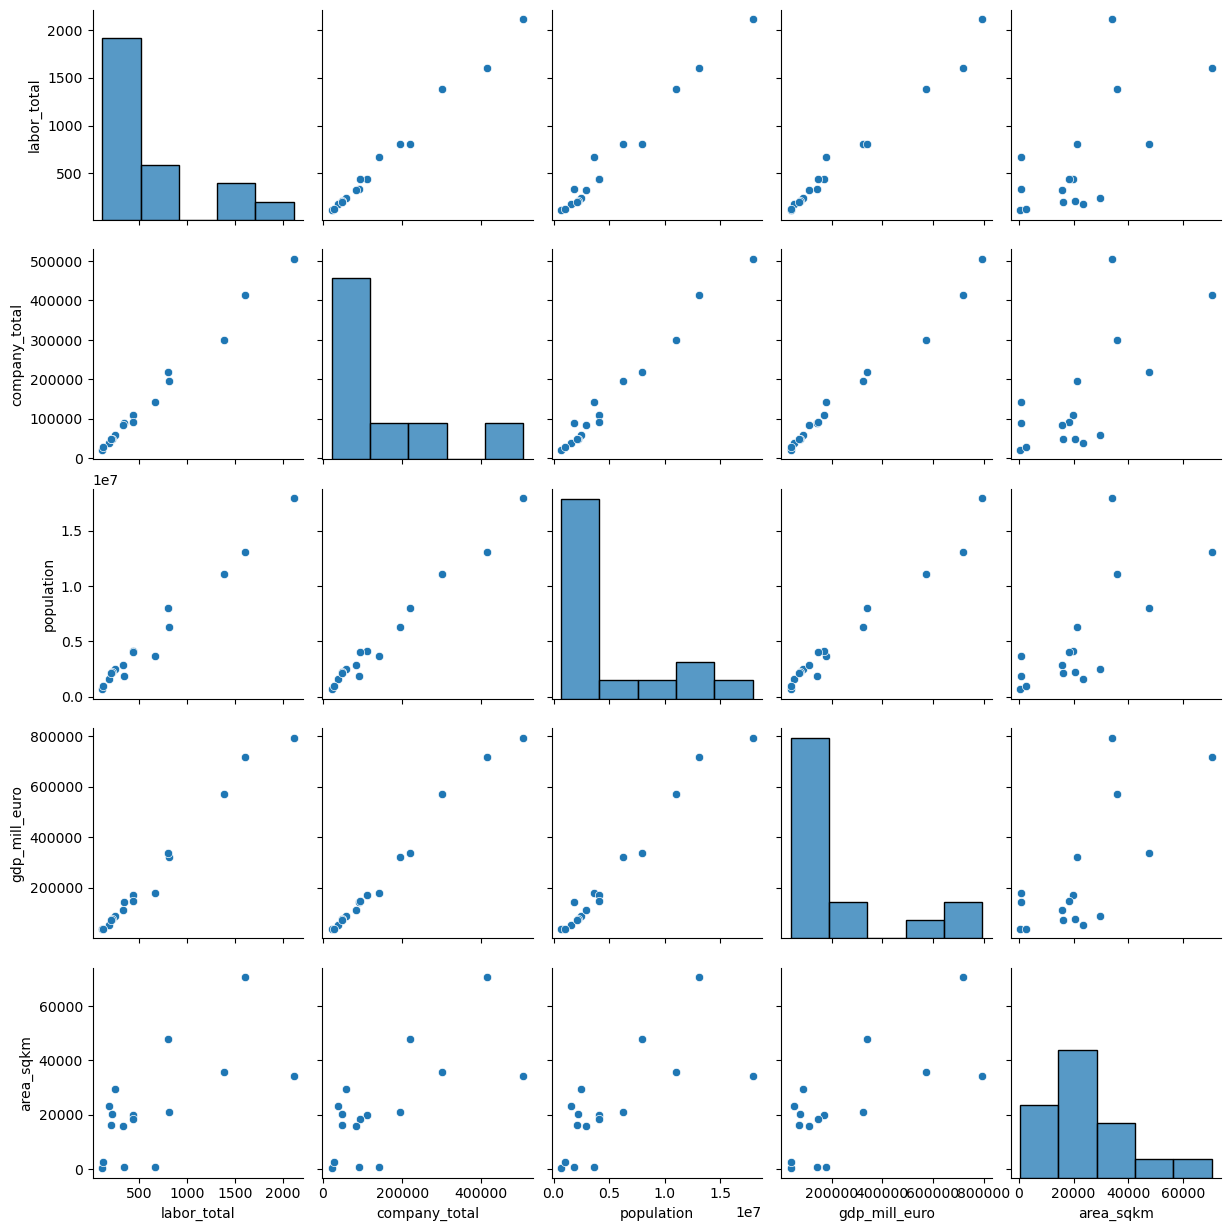 2000
1500
1000
500
labor_total
500000
400000
300000
200000
100000
0
company_total
1e7
1.5
1.0
0.5
0.0
population
800000
600000
400000
200000
gdp_mill_euro
60000
40000
20000
0
area_sqkm
500 1000 1500 2000
labor_total
0 200000 400000
company_total
0.0 0.5 1.0 1.5
1e7
population
200000 400000 600000 800000
gdp_mill_euro
0 20000 40000 60000
area_sqkm